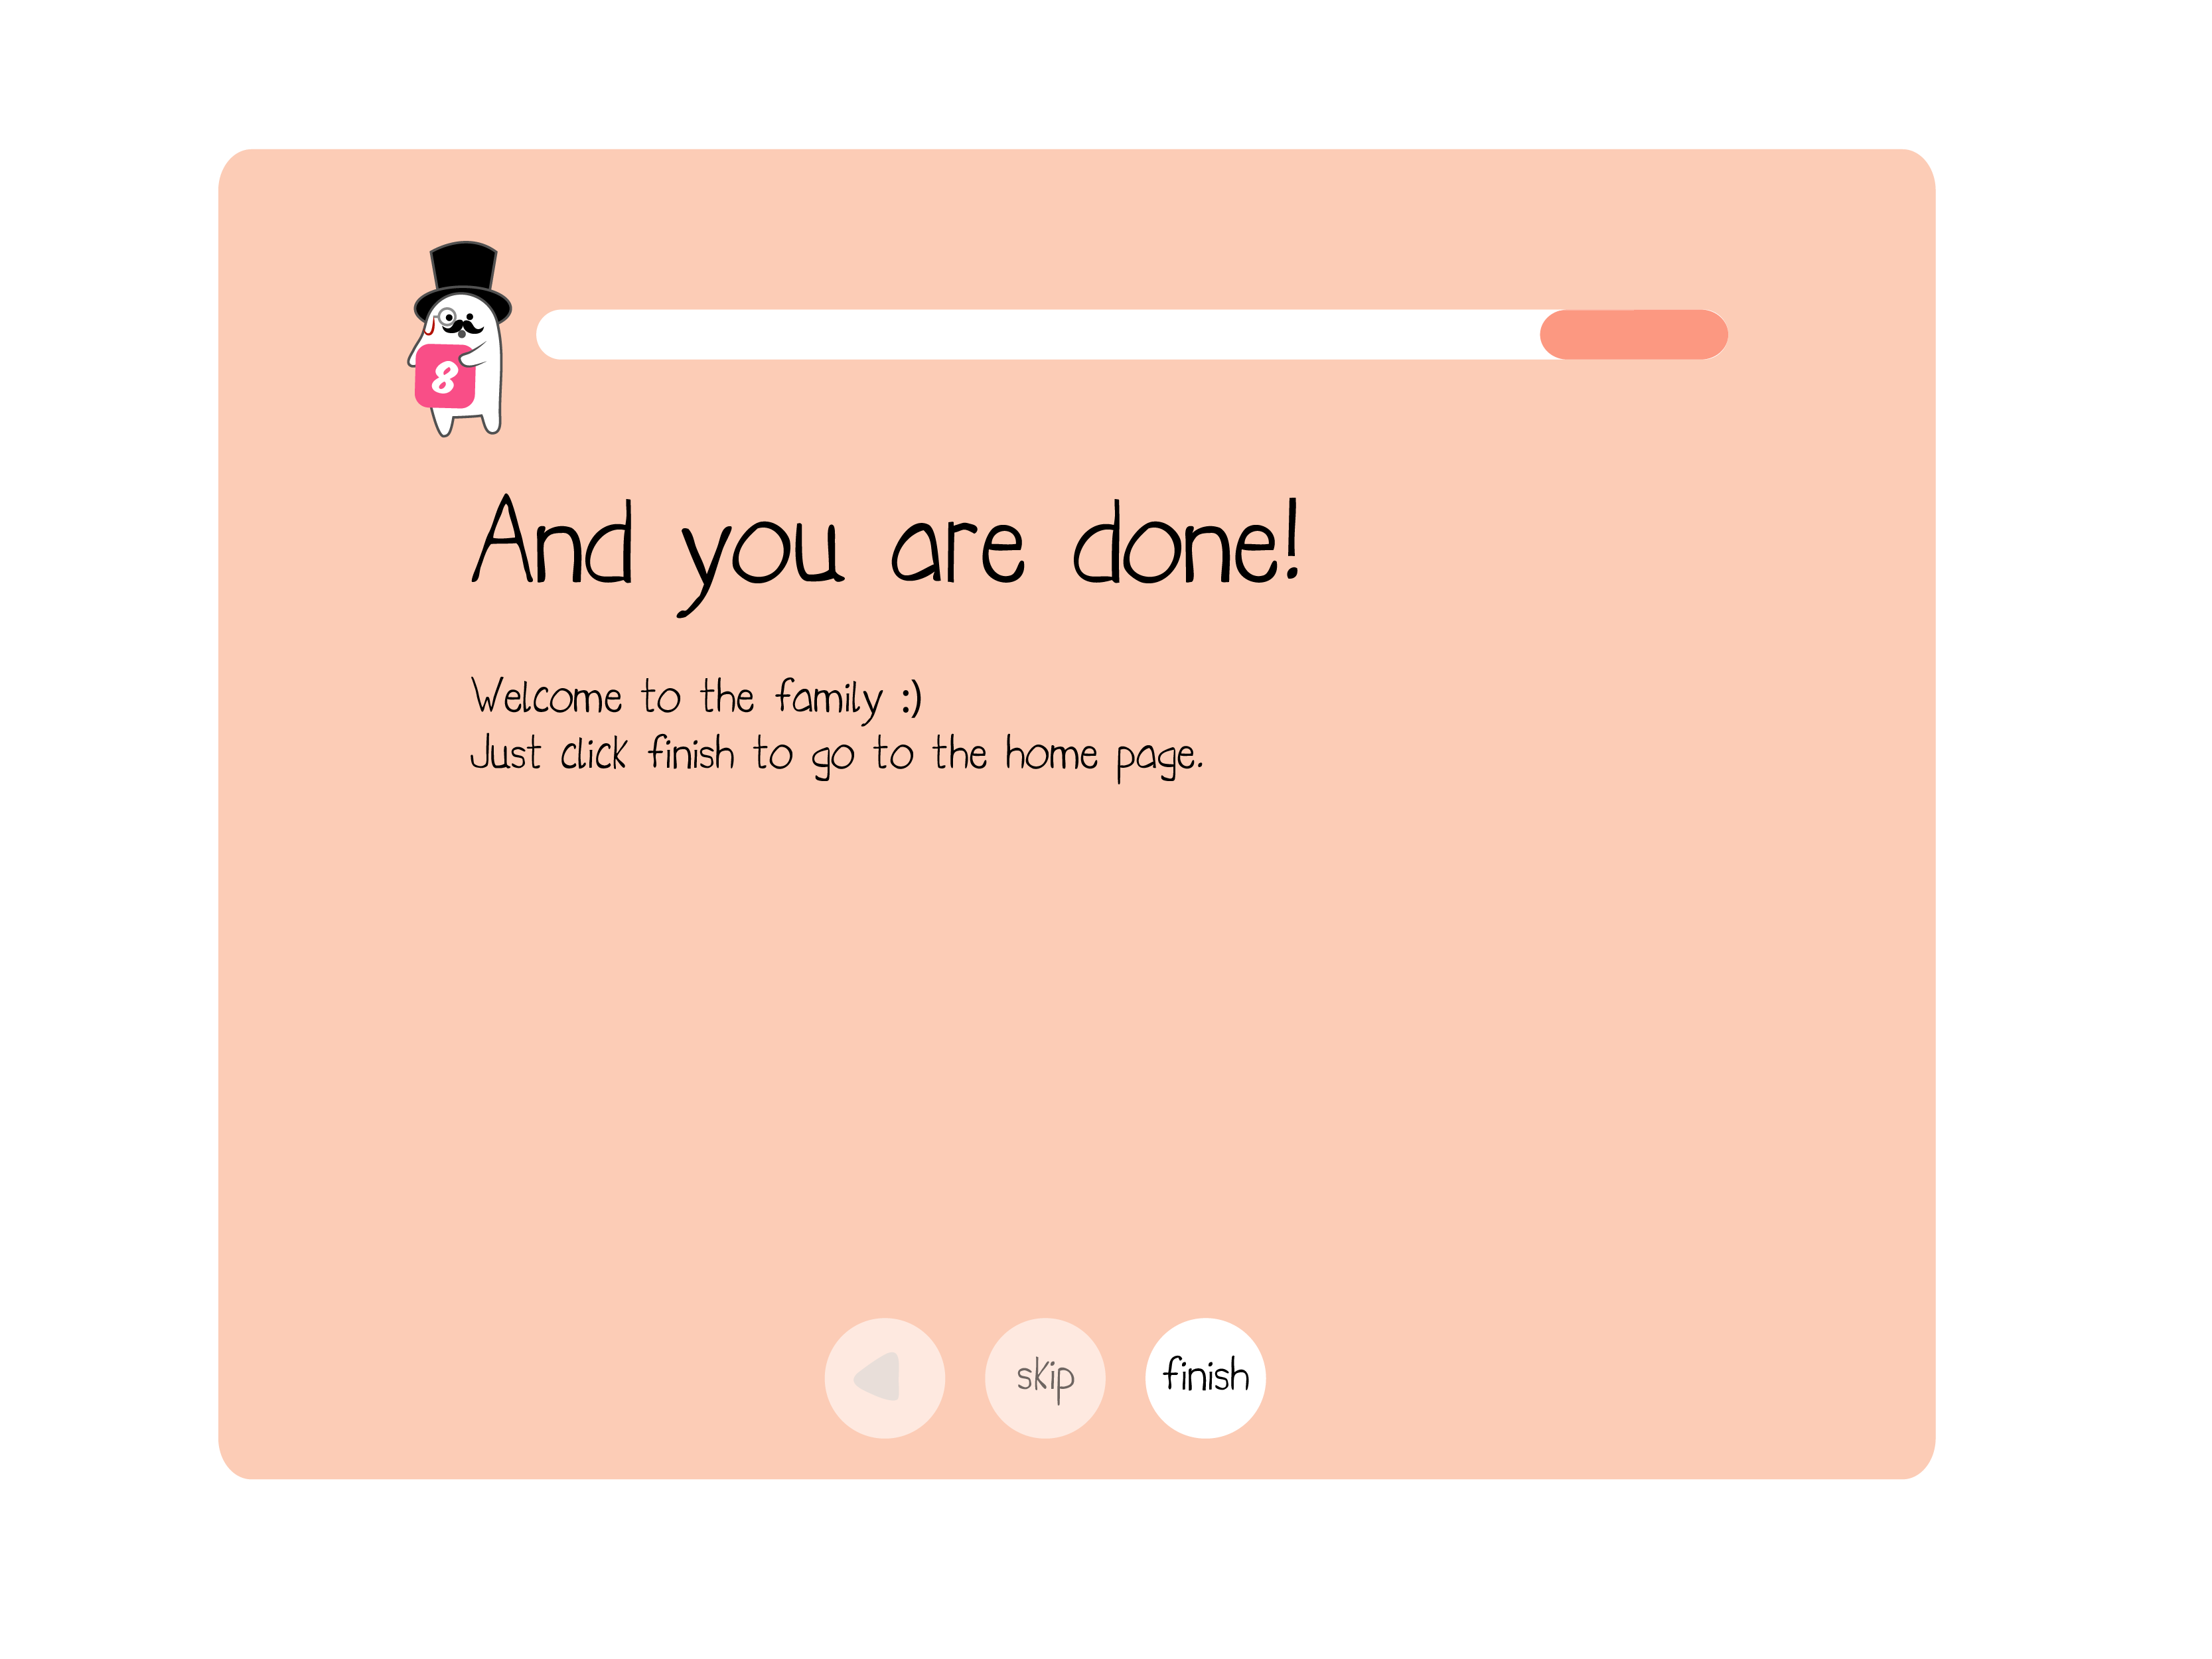 8
And you are done!
Welcome to the family :)
Just click finish to go to the home page.
skip
finish